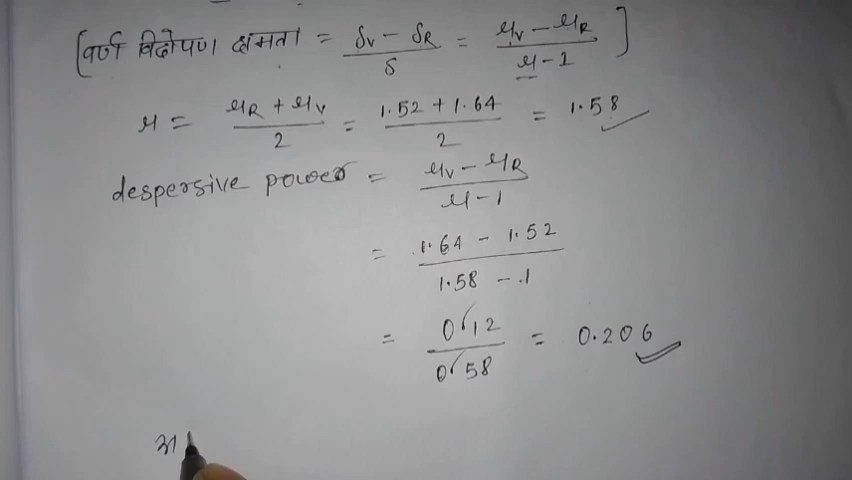 [वर्ण विक्षेपण क्षमता = (δV − δR)/δ = (μV − μR)/(μ − 1)]
μ = (μR + μV)/2 = (1.52 + 1.64)/2 = 1.58 ✓
despersive power = (μV − μR)/(μ − 1)
= (1.64 − 1.52)/(1.58 − 1)
= 0.12/0.58 = 0.206 ✓